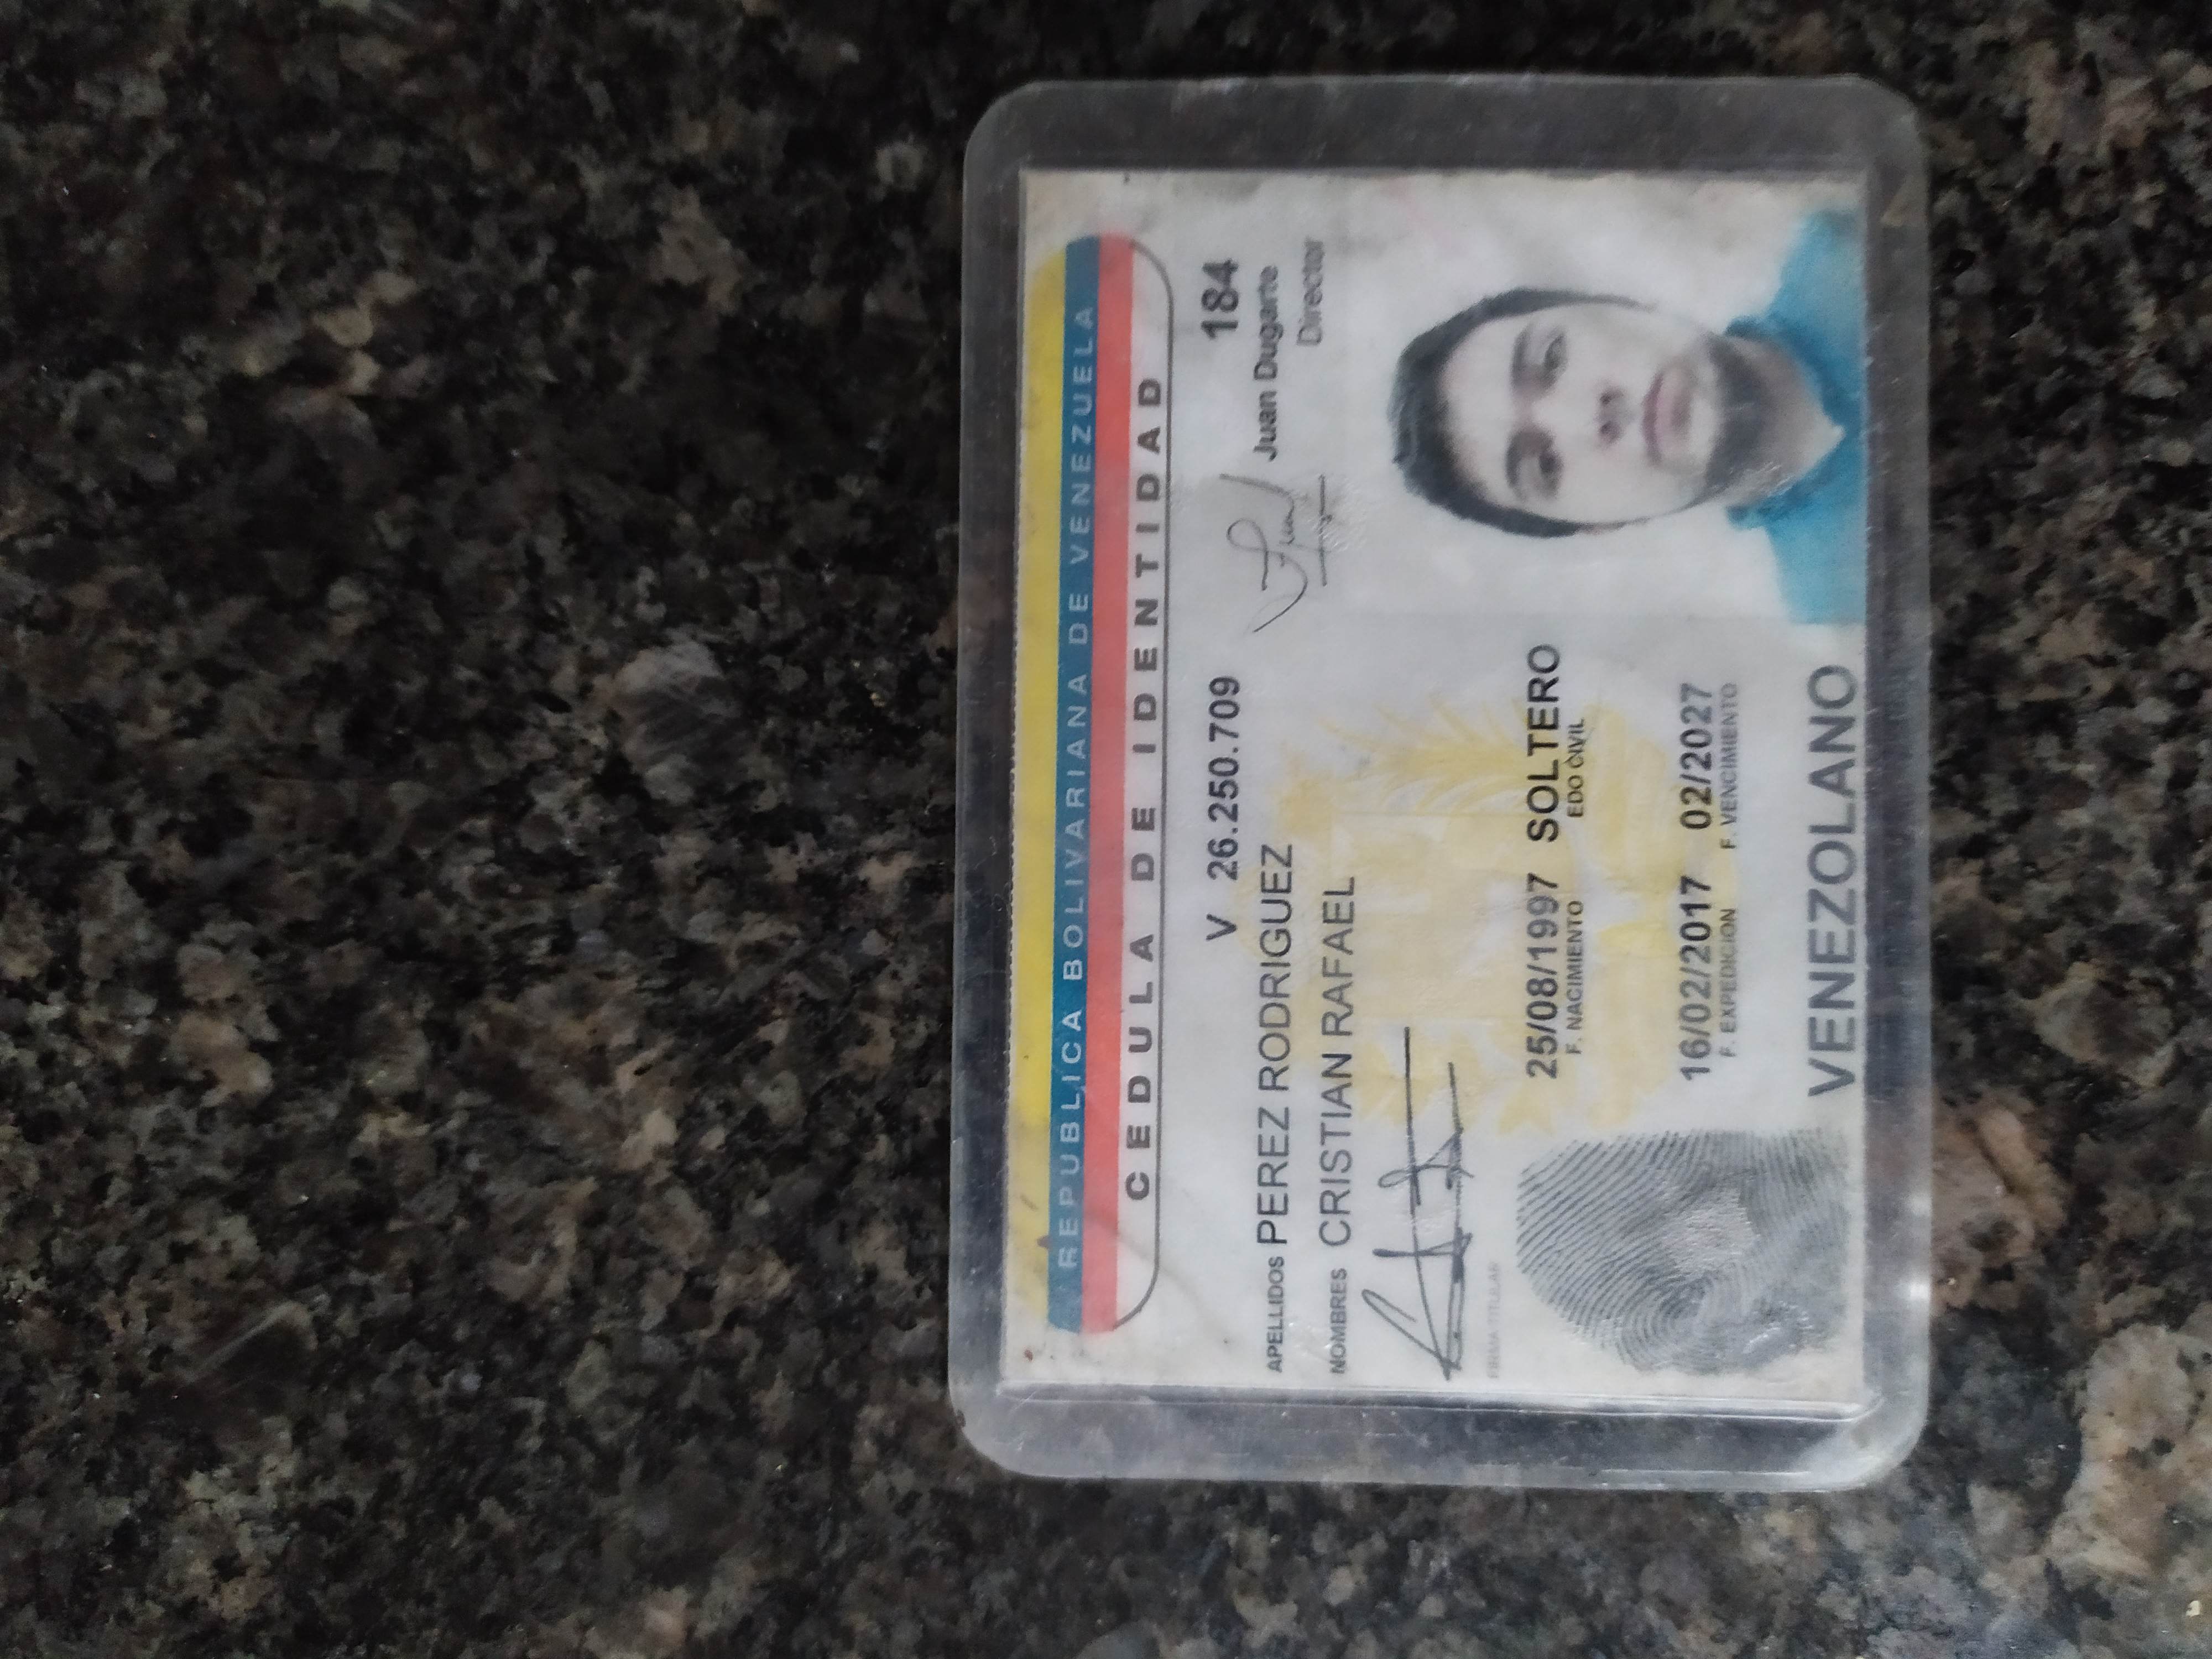 REPUBLICA BOLIVARIANA DE VENEZUELA
CEDULA DE IDENTIDAD
V 26.250.709 184
APELLIDOS PEREZ RODRIGUEZ Juan Dugarte
Director
NOMBRES CRISTIAN RAFAEL
FIRMA TITULAR
25/08/1997 SOLTERO
F. NACIMIENTO EDO CIVIL
16/02/2017 02/2027
F. EXPEDICION F. VENCIMIENTO
VENEZOLANO